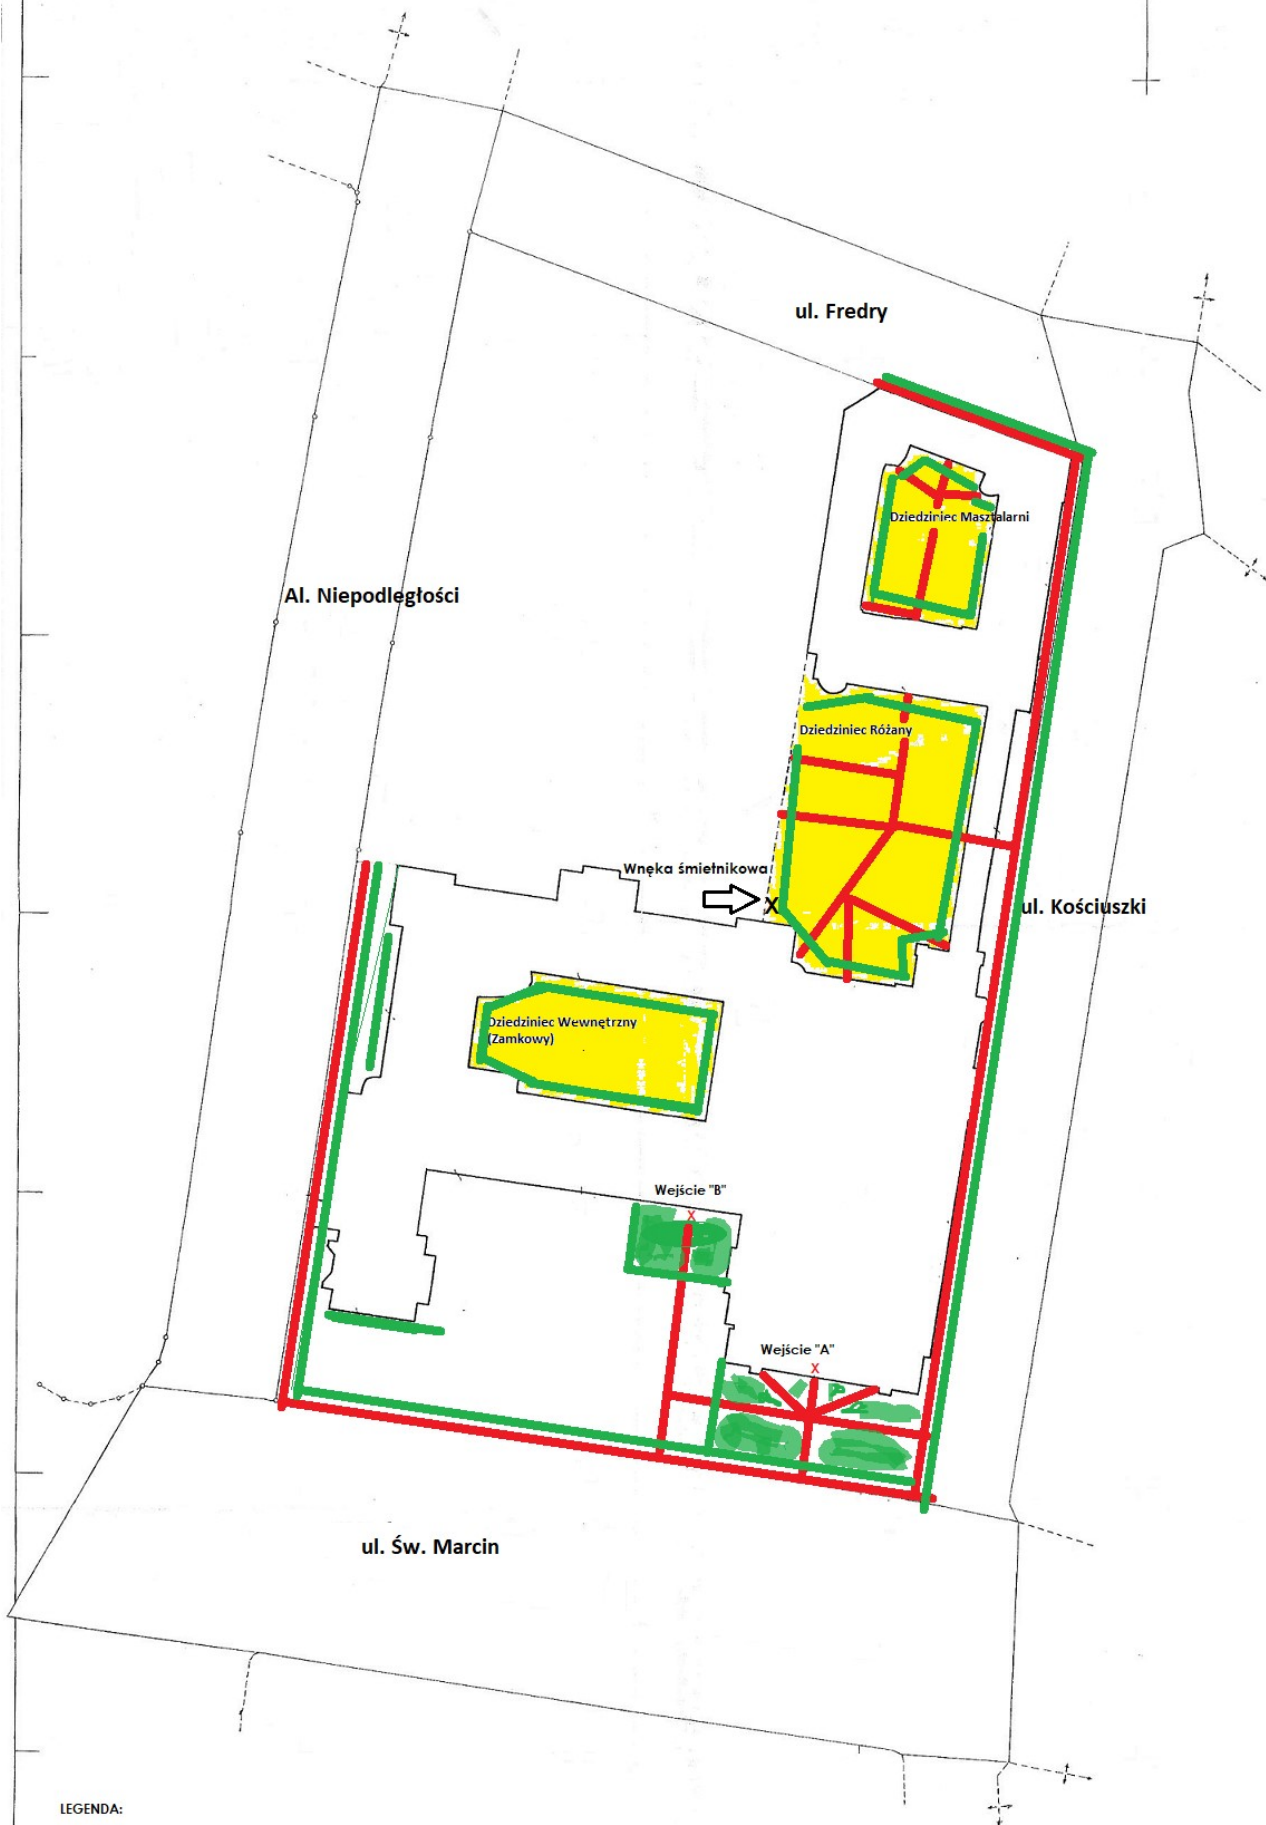 ul. Fredry
Dziedziniec Masztalarni
Al. Niepodległości
Dziedziniec Różany
Wnęka śmietnikowa
X
ul. Kościuszki
Dziedziniec Wewnętrzny
(Zamkowy)
Wejście "B"
X
Wejście "A"
X
ul. Św. Marcin
LEGENDA: